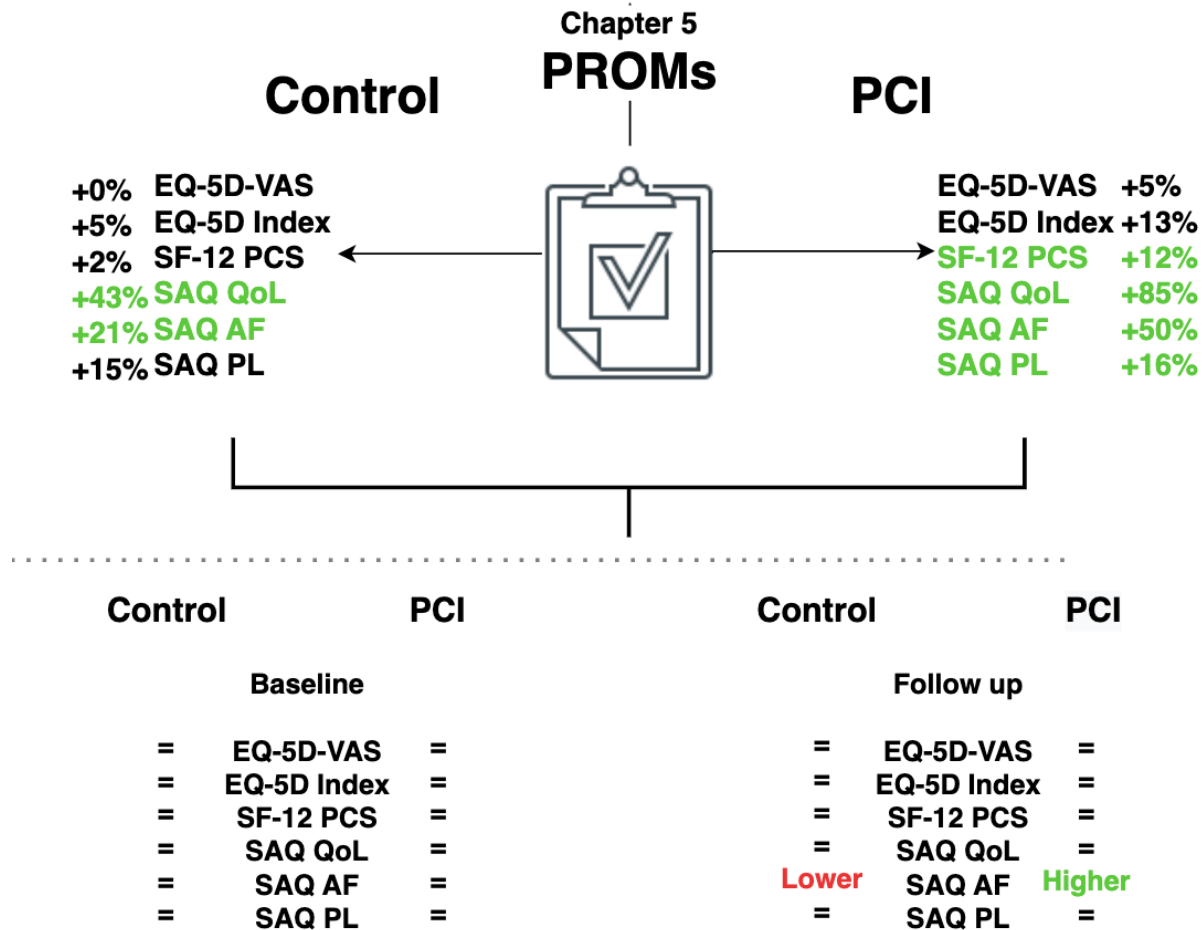 Chapter 5
PROMs
Control
PCI
+0% EQ-5D-VAS
+5% EQ-5D Index
+2% SF-12 PCS
+43% SAQ QoL
+21% SAQ AF
+15% SAQ PL
EQ-5D-VAS +5%
EQ-5D Index +13%
SF-12 PCS +12%
SAQ QoL +85%
SAQ AF +50%
SAQ PL +16%
Control PCI
Baseline
= EQ-5D-VAS =
= EQ-5D Index =
= SF-12 PCS =
= SAQ QoL =
= SAQ AF =
= SAQ PL =
Control PCI
Follow up
= EQ-5D-VAS =
= EQ-5D Index =
= SF-12 PCS =
= SAQ QoL =
Lower SAQ AF Higher
= SAQ PL =